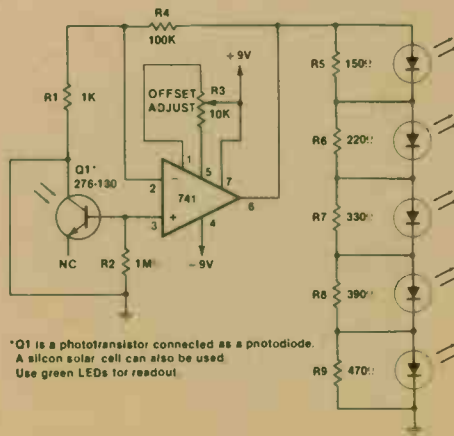 R4
100K
+9V
R5 150Ω
R1 1K
OFFSET
ADJUST
R3
10K
R6 220Ω
Q1*
276-130
1
5
7
2
−
741
6
3
+
4
R7 330Ω
NC
R2 1M
−9V
R8 390Ω
*Q1 is a phototransistor connected as a photodiode.
A silicon solar cell can also be used
Use green LEDs for readout
R9 470Ω